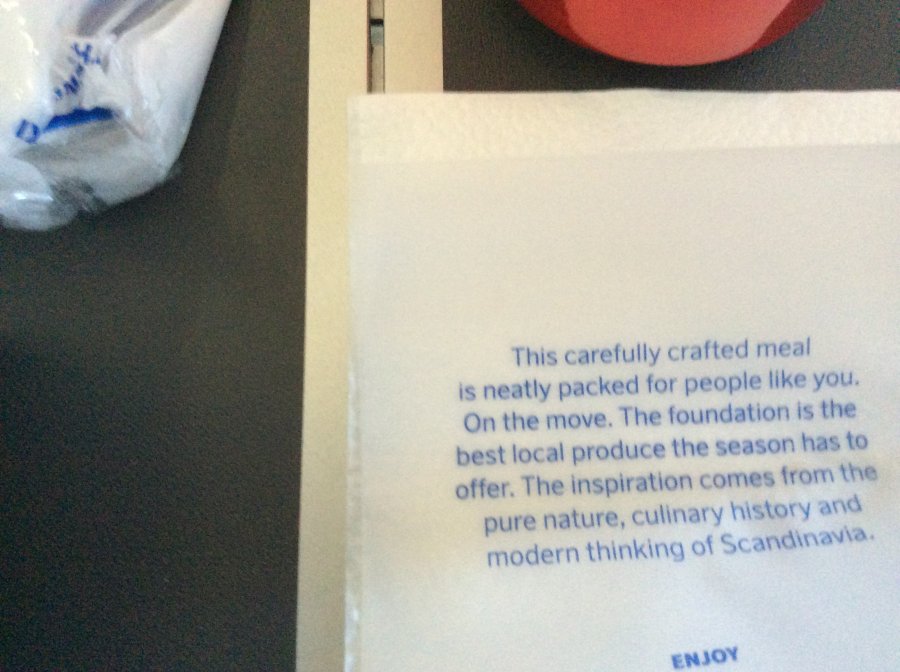 This carefully crafted meal
is neatly packed for people like you.
On the move. The foundation is the
best local produce the season has to
offer. The inspiration comes from the
pure nature, culinary history and
modern thinking of Scandinavia.
ENJOY